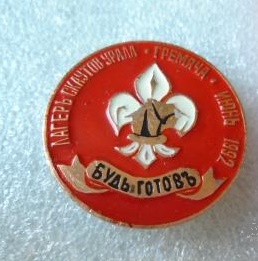 ЛАГЕРЬ СКАУТОВ УРАЛА · ГРЕМЯЧА · ИЮНЬ 1992
БУДЬ ГОТОВЪ